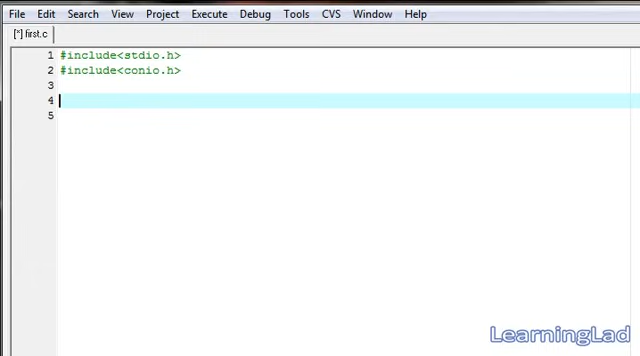 File Edit Search View Project Execute Debug Tools CVS Window Help
[*] first.c
1 #include<stdio.h>
2 #include<conio.h>
3
4
5
LearningLad